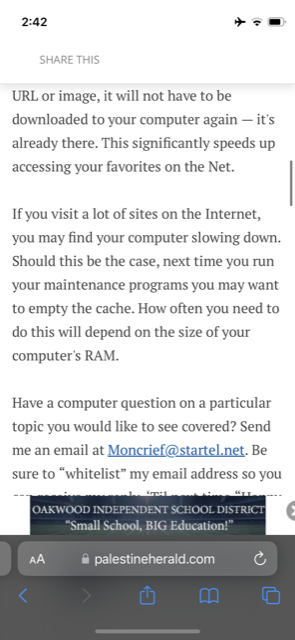 2:42
SHARE THIS
URL or image, it will not have to be
downloaded to your computer again — it's
already there. This significantly speeds up
accessing your favorites on the Net.
If you visit a lot of sites on the Internet,
you may find your computer slowing down.
Should this be the case, next time you run
your maintenance programs you may want
to empty the cache. How often you need to
do this will depend on the size of your
computer's RAM.
Have a computer question on a particular
topic you would like to see covered? Send
me an email at Moncrief@startel.net. Be
sure to “whitelist” my email address so you
OAKWOOD INDEPENDENT SCHOOL DISTRICT
“Small School, BIG Education!”
AA palestineherald.com